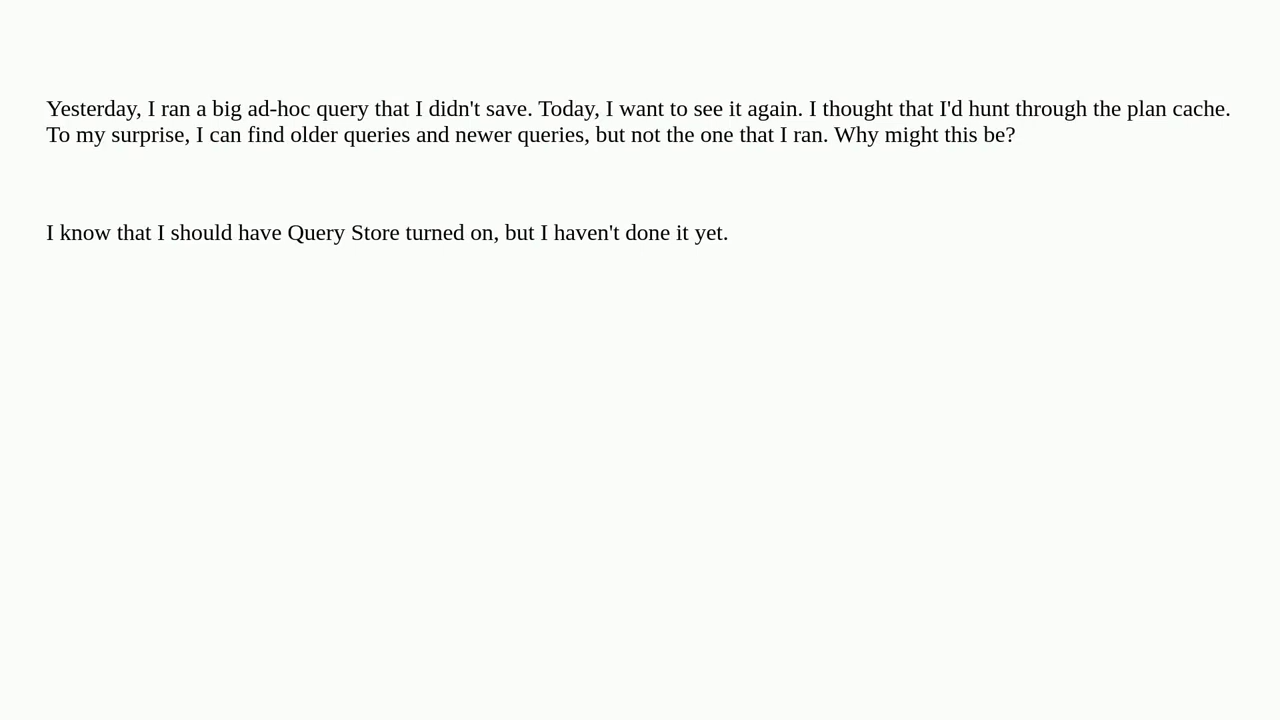 Yesterday, I ran a big ad-hoc query that I didn't save. Today, I want to see it again. I thought that I'd hunt through the plan cache.
To my surprise, I can find older queries and newer queries, but not the one that I ran. Why might this be?
I know that I should have Query Store turned on, but I haven't done it yet.